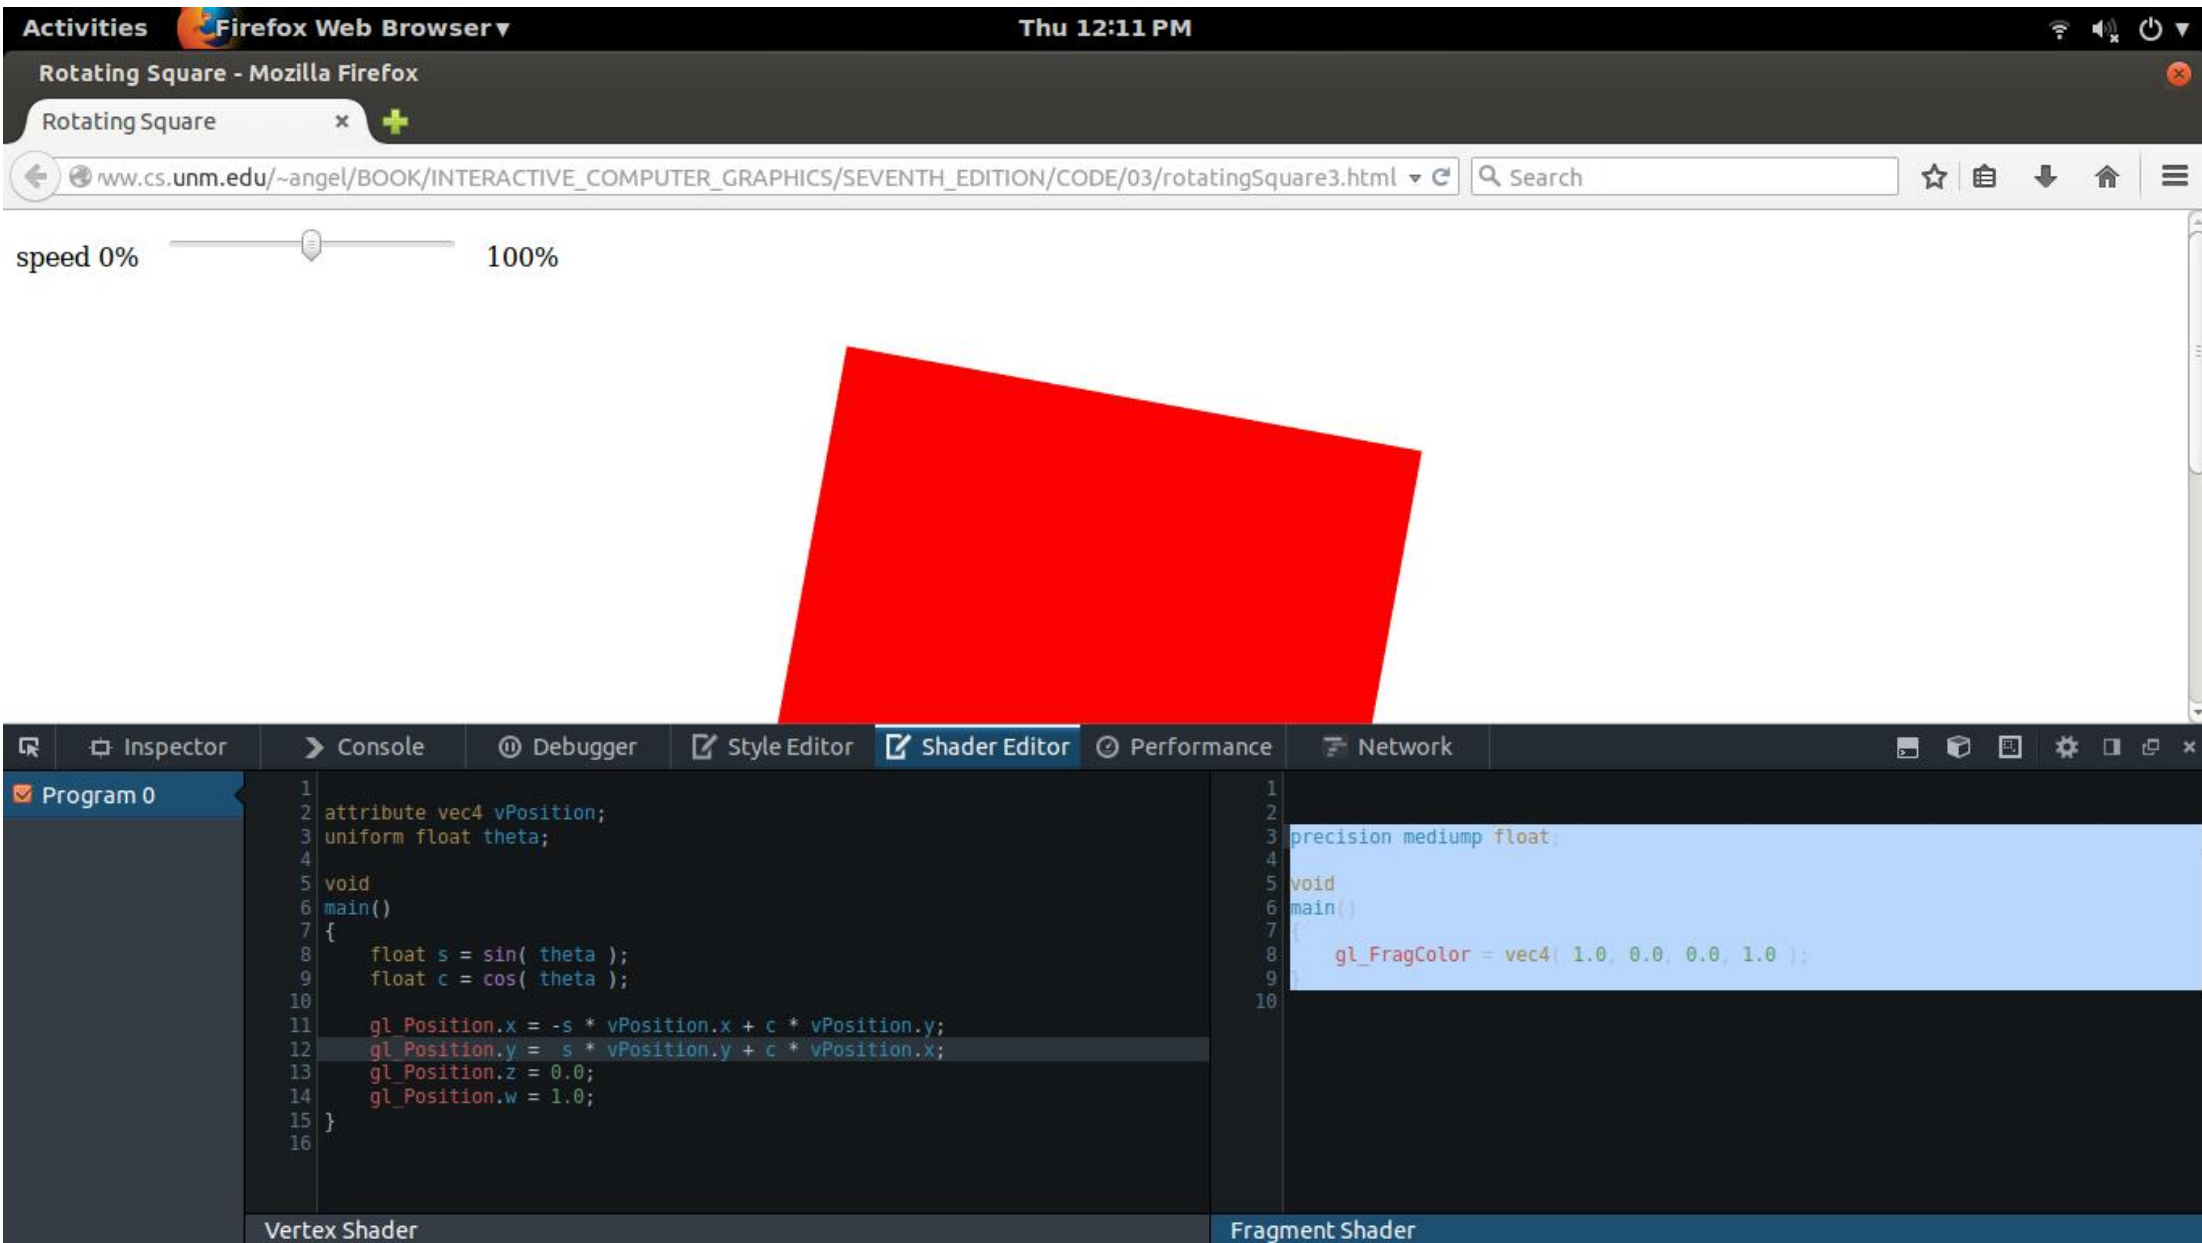 Activities Firefox Web Browser ▾ Thu 12:11 PM
Rotating Square - Mozilla Firefox
Rotating Square
www.cs.unm.edu/~angel/BOOK/INTERACTIVE_COMPUTER_GRAPHICS/SEVENTH_EDITION/CODE/03/rotatingSquare3.html Search
speed 0% 100%
Inspector Console Debugger Style Editor Shader Editor Performance Network
Program 0
1
2 attribute vec4 vPosition;
3 uniform float theta;
4
5 void
6 main()
7 {
8     float s = sin( theta );
9     float c = cos( theta );
10
11     gl_Position.x = -s * vPosition.x + c * vPosition.y;
12     gl_Position.y =  s * vPosition.y + c * vPosition.x;
13     gl_Position.z = 0.0;
14     gl_Position.w = 1.0;
15 }
16
Vertex Shader
1
2
3 precision mediump float;
4
5 void
6 main()
7 {
8     gl_FragColor = vec4( 1.0, 0.0, 0.0, 1.0 );
9 }
10
Fragment Shader